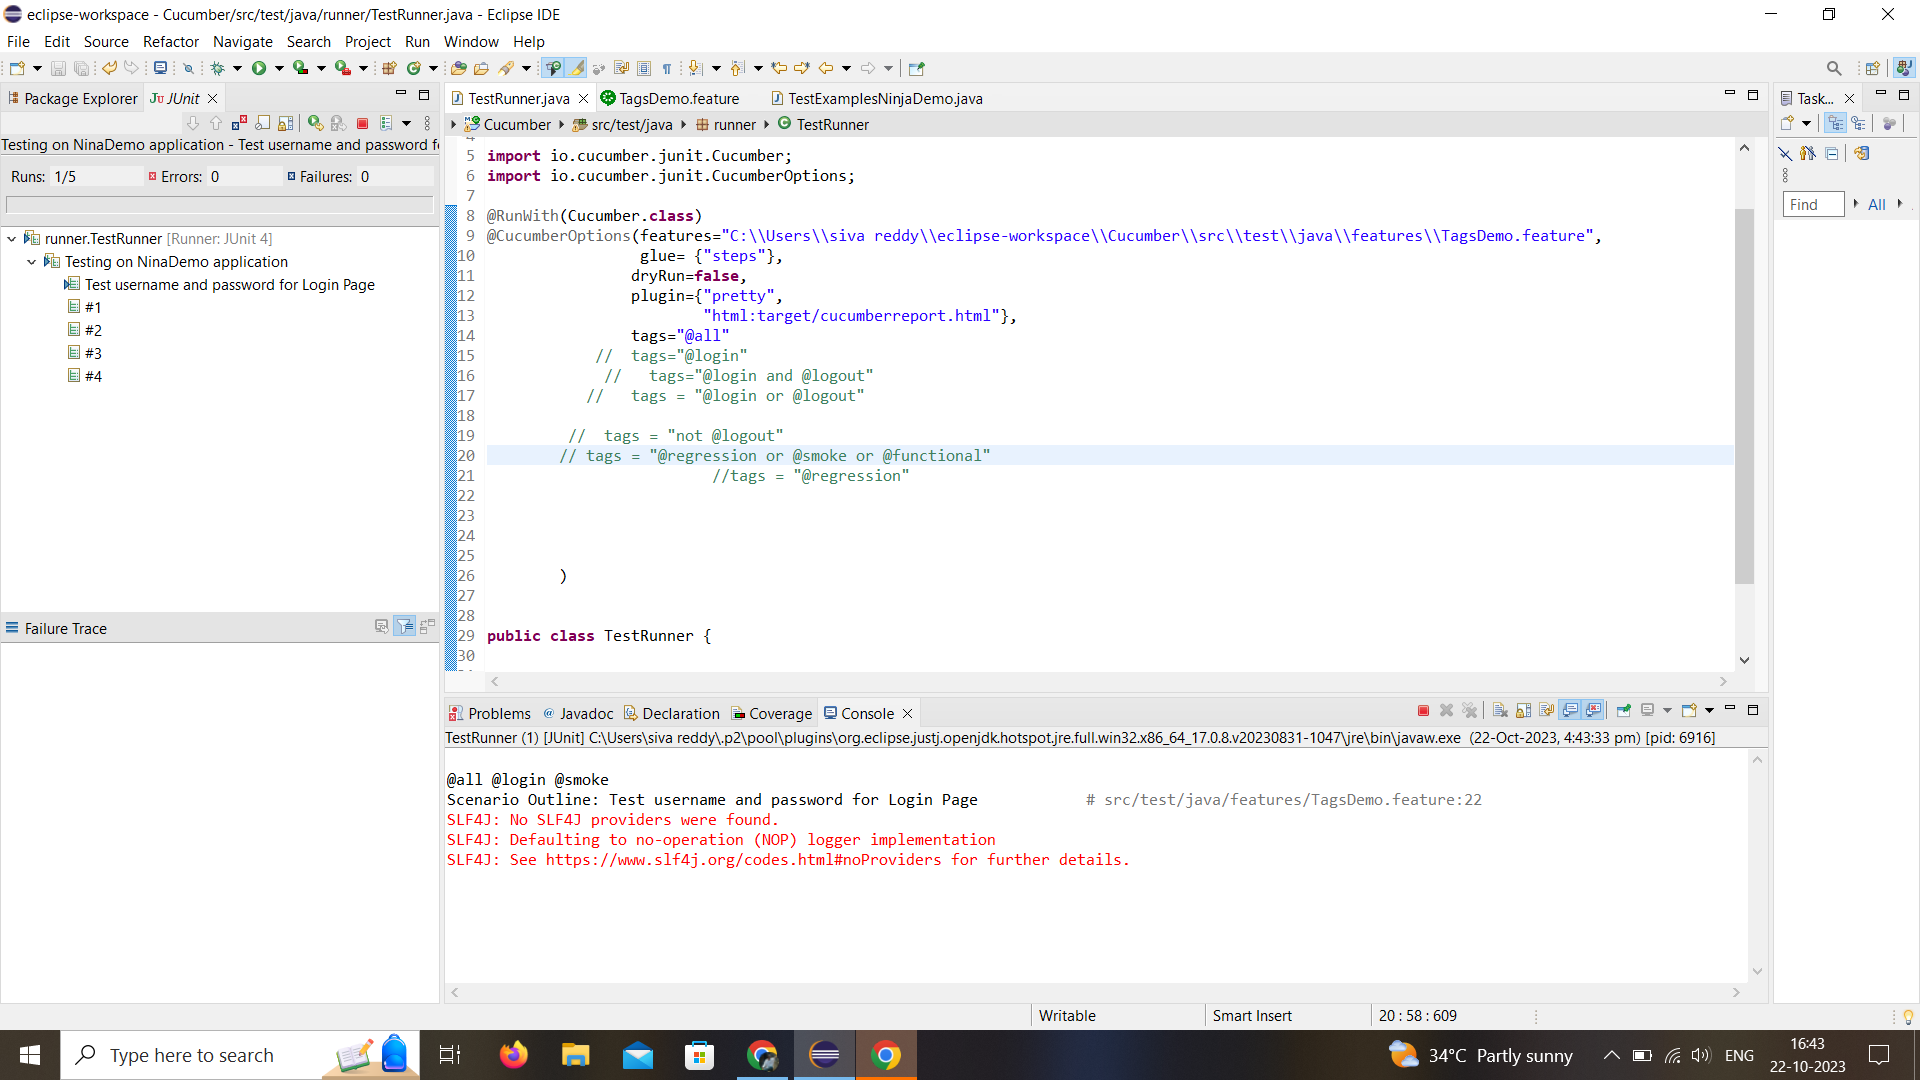 eclipse-workspace - Cucumber/src/test/java/runner/TestRunner.java - Eclipse IDE
File Edit Source Refactor Navigate Search Project Run Window Help
Package Explorer JUnit
TestRunner.java TagsDemo.feature TestExamplesNinjaDemo.java
Task...
Cucumber src/test/java runner TestRunner
Testing on NinaDemo application - Test username and password f
Runs: 1/5 Errors: 0 Failures: 0
Find All
runner.TestRunner [Runner: JUnit 4]
Testing on NinaDemo application
Test username and password for Login Page
#1
#2
#3
#4
Failure Trace
5 import io.cucumber.junit.Cucumber;
6 import io.cucumber.junit.CucumberOptions;
7
8 @RunWith(Cucumber.class)
9 @CucumberOptions(features="C:\\Users\\siva reddy\\eclipse-workspace\\Cucumber\\src\\test\\java\\features\\TagsDemo.feature",
10 glue= {"steps"},
11 dryRun=false,
12 plugin={"pretty",
13 "html:target/cucumberreport.html"},
14 tags="@all"
15 // tags="@login"
16 // tags="@login and @logout"
17 // tags = "@login or @logout"
18
19 // tags = "not @logout"
20 // tags = "@regression or @smoke or @functional"
21 //tags = "@regression"
22
23
24
25
26 )
27
28
29 public class TestRunner {
30
Problems Javadoc Declaration Coverage Console
TestRunner (1) [JUnit] C:\Users\siva reddy\.p2\pool\plugins\org.eclipse.justj.openjdk.hotspot.jre.full.win32.x86_64_17.0.8.v20230831-1047\jre\bin\javaw.exe (22-Oct-2023, 4:43:33 pm) [pid: 6916]
@all @login @smoke
Scenario Outline: Test username and password for Login Page # src/test/java/features/TagsDemo.feature:22
SLF4J: No SLF4J providers were found.
SLF4J: Defaulting to no-operation (NOP) logger implementation
SLF4J: See https://www.slf4j.org/codes.html#noProviders for further details.
Writable Smart Insert 20 : 58 : 609
Type here to search
34°C Partly sunny
ENG
16:43
22-10-2023